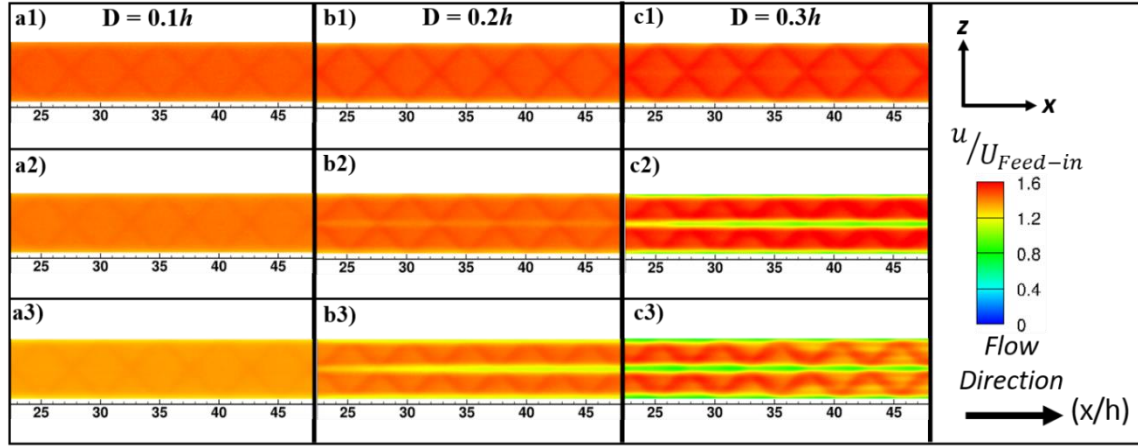 a1) D = 0.1h
b1) D = 0.2h
c1) D = 0.3h
25 30 35 40 45
25 30 35 40 45
25 30 35 40 45
a2)
b2)
c2)
25 30 35 40 45
25 30 35 40 45
25 30 35 40 45
a3)
b3)
c3)
25 30 35 40 45
25 30 35 40 45
25 30 35 40 45
z
x
u/U_{Feed-in}
1.6
1.2
0.8
0.4
0
Flow
Direction
(x/h)